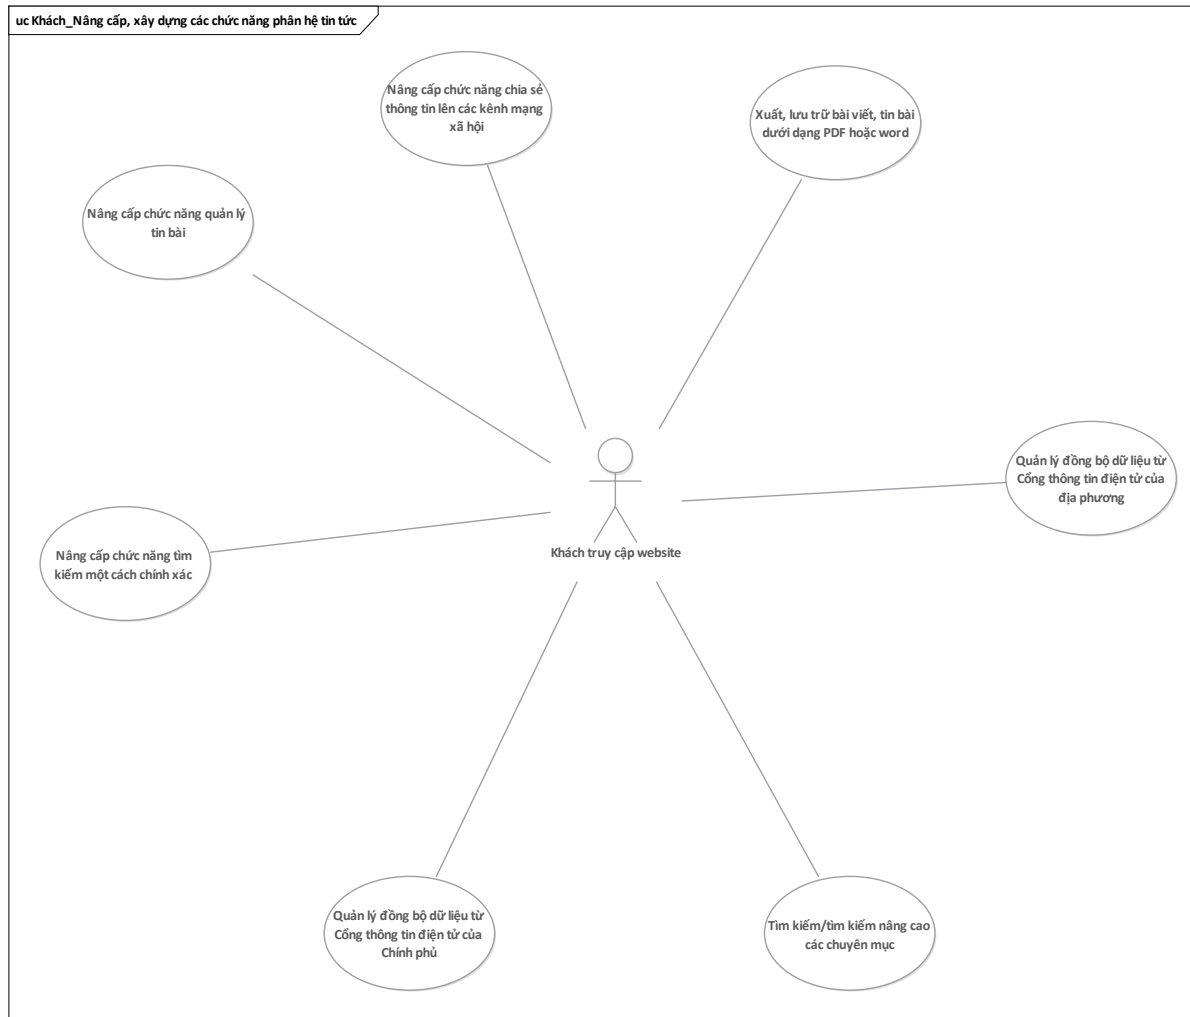 uc Khách_Nâng cấp, xây dựng các chức năng phân hệ tin tức
Nâng cấp chức năng chia sẻ
thông tin lên các kênh mạng
xã hội
Xuất, lưu trữ bài viết, tin bài
dưới dạng PDF hoặc word
Nâng cấp chức năng quản lý
tin bài
Quản lý đồng bộ dữ liệu từ
Cổng thông tin điện tử của
địa phương
Nâng cấp chức năng tìm
kiếm một cách chính xác
Khách truy cập website
Quản lý đồng bộ dữ liệu từ
Cổng thông tin điện tử của
Chính phủ
Tìm kiếm/tìm kiếm nâng cao
các chuyên mục